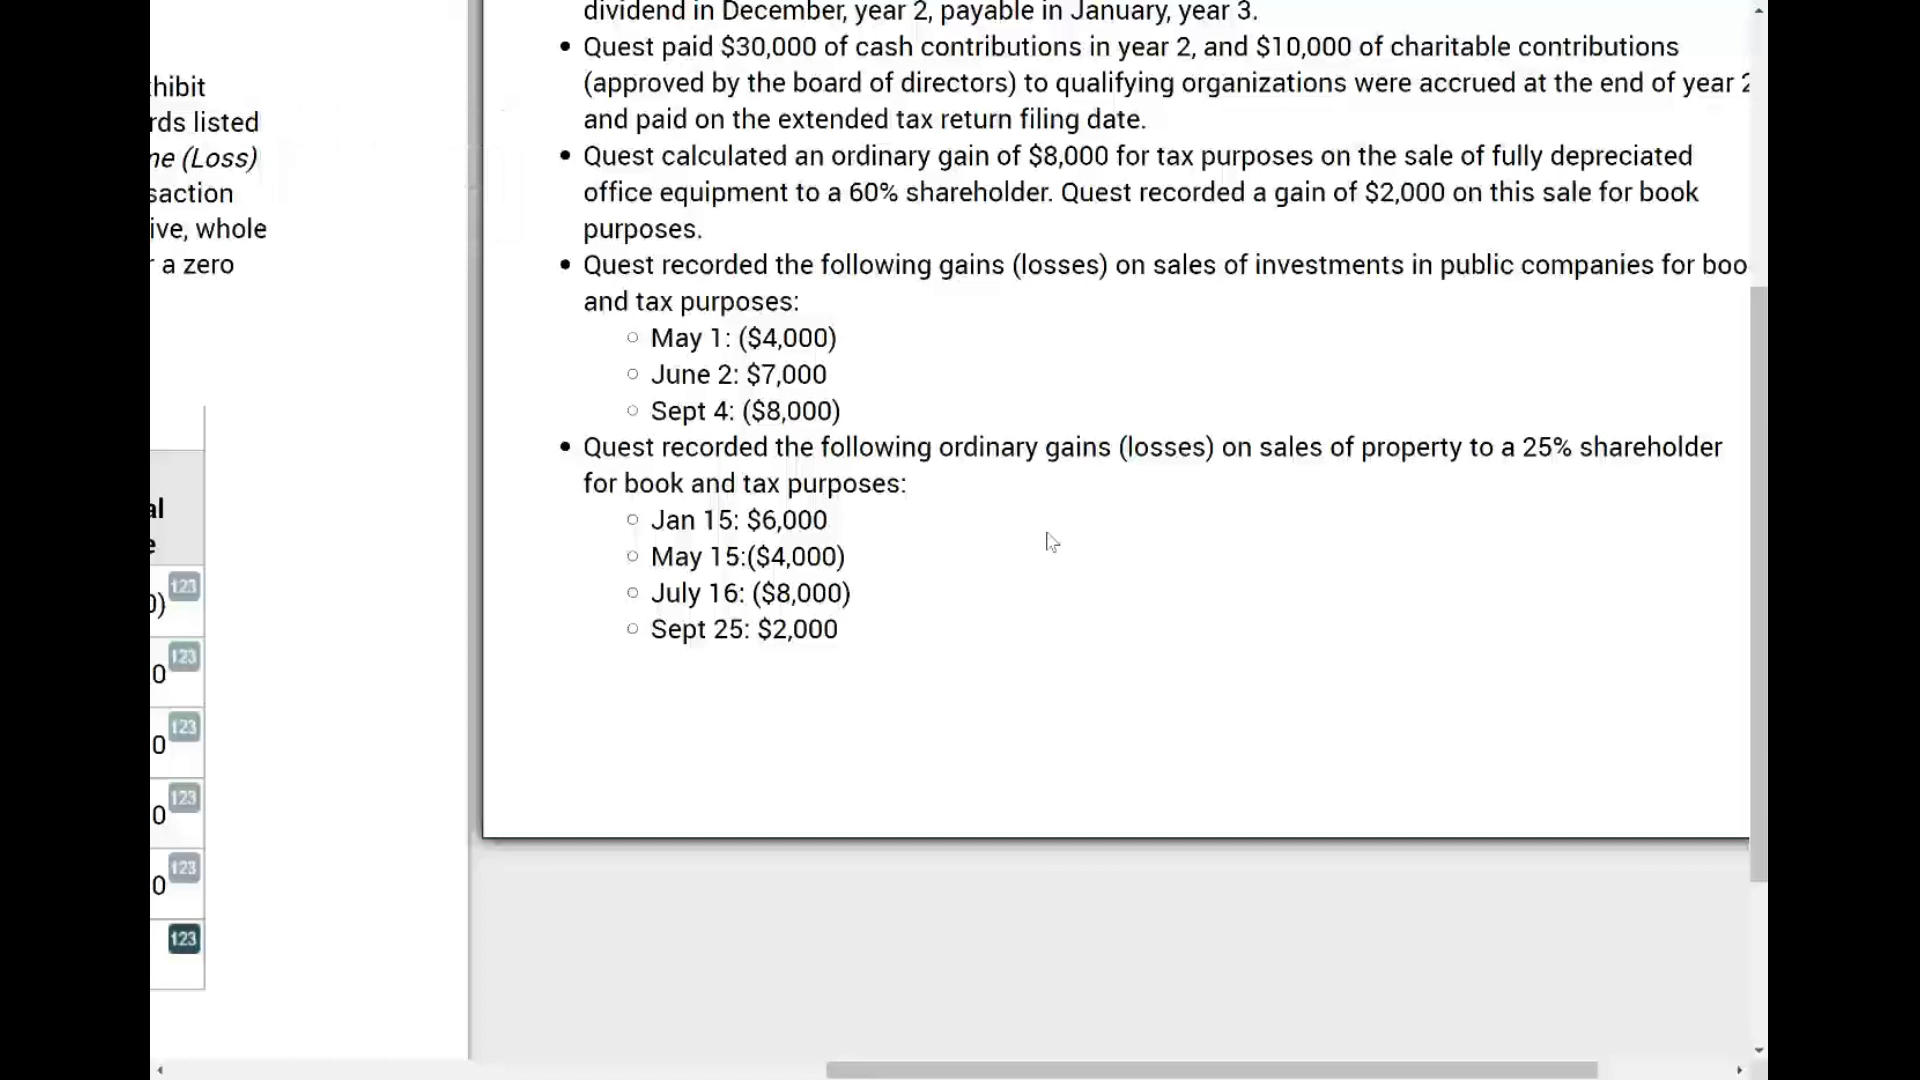 hibit
rds listed
ne (Loss)
saction
ive, whole
a zero
al
e
0)
123
0
123
0
123
0
123
0
123
123
dividend in December, year 2, payable in January, year 3.
Quest paid $30,000 of cash contributions in year 2, and $10,000 of charitable contributions
(approved by the board of directors) to qualifying organizations were accrued at the end of year 2
and paid on the extended tax return filing date.
Quest calculated an ordinary gain of $8,000 for tax purposes on the sale of fully depreciated
office equipment to a 60% shareholder. Quest recorded a gain of $2,000 on this sale for book
purposes.
Quest recorded the following gains (losses) on sales of investments in public companies for boo
and tax purposes:
May 1: ($4,000)
June 2: $7,000
Sept 4: ($8,000)
Quest recorded the following ordinary gains (losses) on sales of property to a 25% shareholder
for book and tax purposes:
Jan 15: $6,000
May 15:($4,000)
July 16: ($8,000)
Sept 25: $2,000